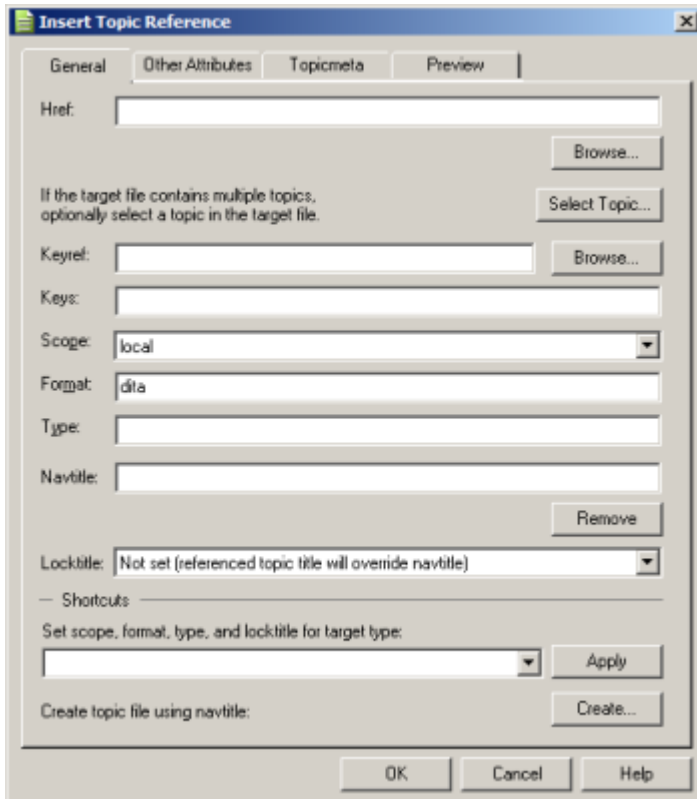 Insert Topic Reference
General
Other Attributes
Topicmeta
Preview
Href:
Browse...
If the target file contains multiple topics,
optionally select a topic in the target file.
Select Topic...
Keyref:
Browse...
Keys:
Scope:
local
Format:
dita
Type:
Navtitle:
Remove
Locktitle:
Not set (referenced topic title will override navtitle)
Shortcuts
Set scope, format, type, and locktitle for target type:
Apply
Create topic file using navtitle:
Create...
OK
Cancel
Help